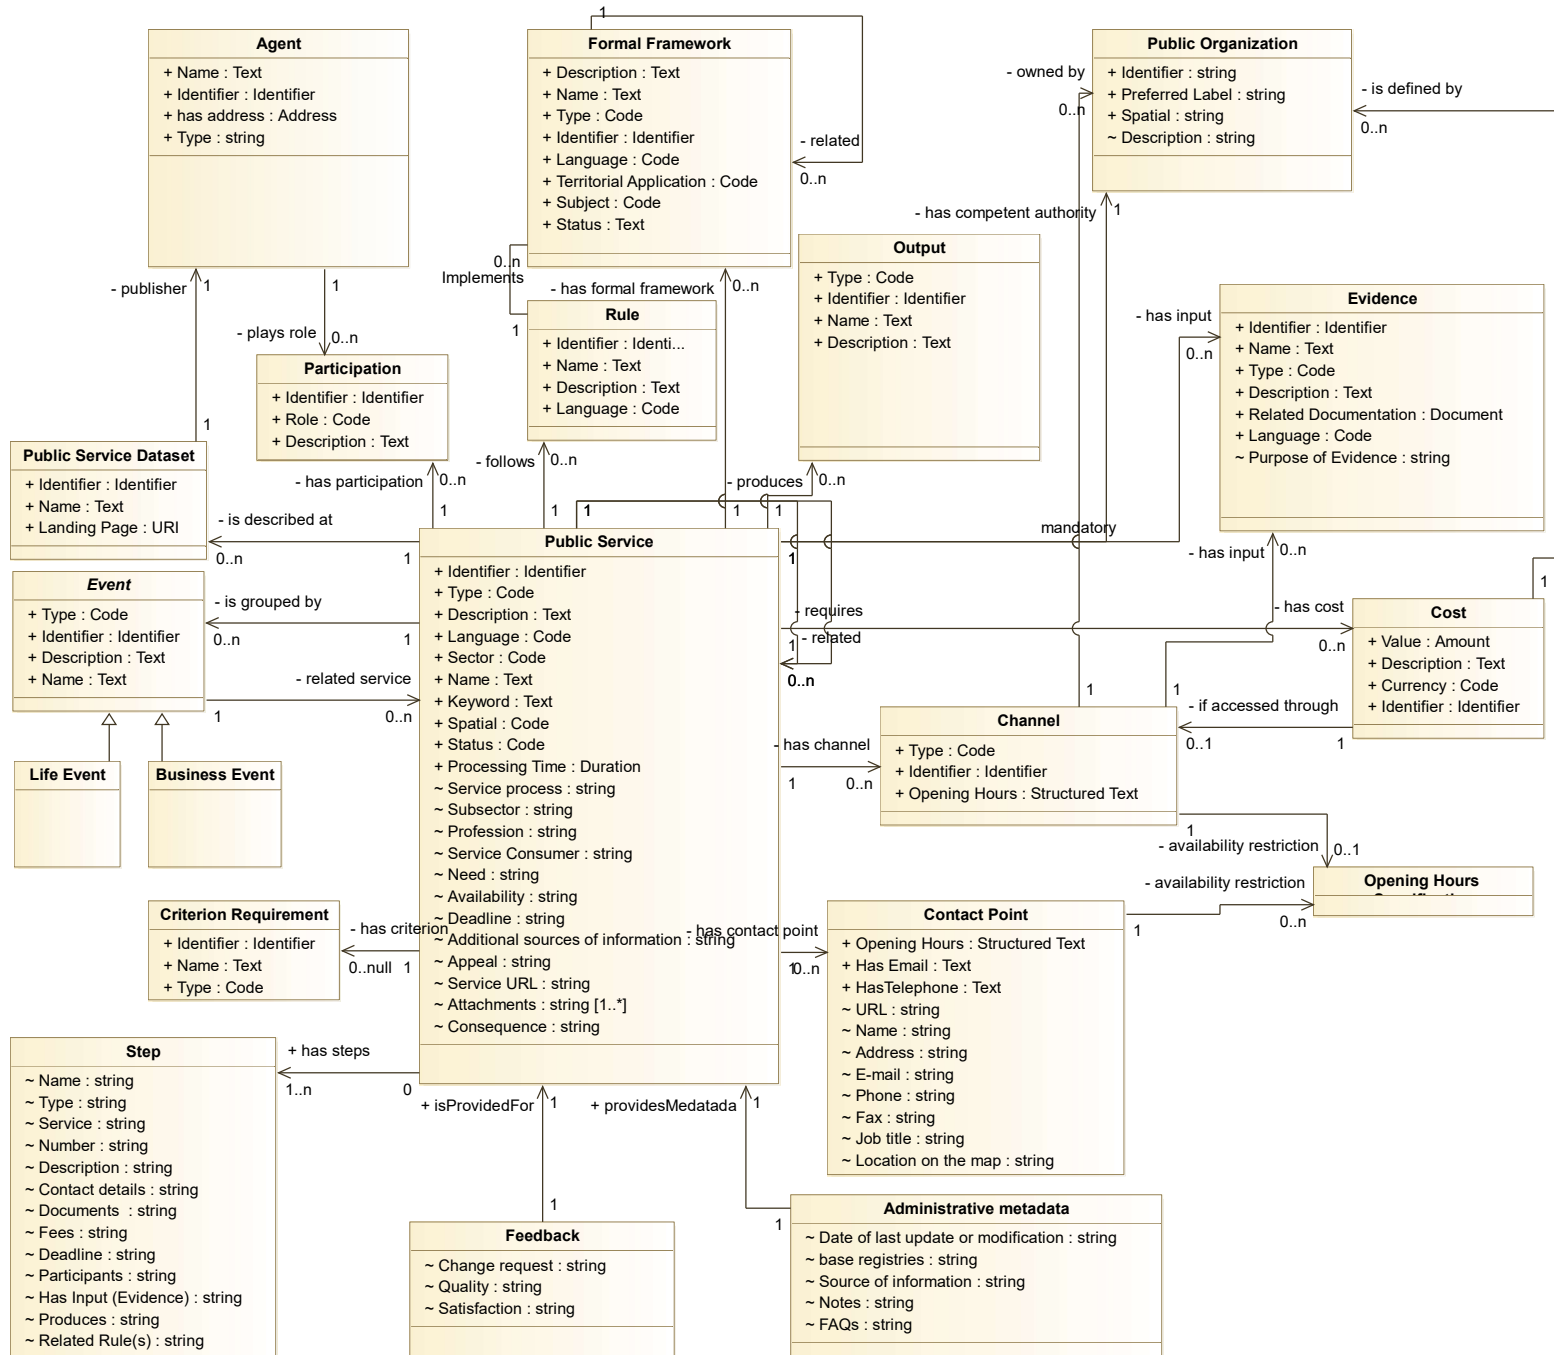 Agent
+ Name : Text
+ Identifier : Identifier
+ has address : Address
+ Type : string
1
Formal Framework
+ Description : Text
+ Name : Text
+ Type : Code
+ Identifier : Identifier
+ Language : Code
+ Territorial Application : Code
+ Subject : Code
+ Status : Text
- related
0..n
Public Organization
+ Identifier : string
+ Preferred Label : string
+ Spatial : string
~ Description : string
- owned by
0..n
- is defined by
0..n
- has competent authority
1
Output
+ Type : Code
+ Identifier : Identifier
+ Name : Text
+ Description : Text
0..n
Implements
1
- has formal framework
0..n
- publisher
1
1
- plays role
0..n
Rule
+ Identifier : Identi...
+ Name : Text
+ Description : Text
+ Language : Code
Evidence
+ Identifier : Identifier
+ Name : Text
+ Type : Code
+ Description : Text
+ Related Documentation : Document
+ Language : Code
~ Purpose of Evidence : string
- has input
0..n
Participation
+ Identifier : Identifier
+ Role : Code
+ Description : Text
1
Public Service Dataset
+ Identifier : Identifier
+ Name : Text
+ Landing Page : URI
- has participation
0..n
1
- follows
0..n
1
1
- produces
0..n
1
1
- is described at
0..n
1
mandatory
1
- has input
0..n
Public Service
+ Identifier : Identifier
+ Type : Code
+ Description : Text
+ Language : Code
+ Sector : Code
+ Name : Text
+ Keyword : Text
+ Spatial : Code
+ Status : Code
+ Processing Time : Duration
~ Service process : string
~ Subsector : string
~ Profession : string
~ Service Consumer : string
~ Need : string
~ Availability : string
~ Deadline : string
~ Additional sources of information : string
~ Appeal : string
~ Service URL : string
~ Attachments : string [1..*]
~ Consequence : string
Event
+ Type : Code
+ Identifier : Identifier
+ Description : Text
+ Name : Text
- is grouped by
0..n
1
- related service
1
0..n
- requires
1
- related
0..n
- has cost
0..n
1
Cost
+ Value : Amount
+ Description : Text
+ Currency : Code
+ Identifier : Identifier
1
1
- if accessed through
0..1
1
Channel
+ Type : Code
+ Identifier : Identifier
+ Opening Hours : Structured Text
- has channel
1
0..n
Life Event
Business Event
1
- availability restriction
0..1
Opening Hours
- availability restriction
1
0..n
Criterion Requirement
+ Identifier : Identifier
+ Name : Text
+ Type : Code
- has criterion
0..null
1
- has contact point
1
0..n
Contact Point
+ Opening Hours : Structured Text
+ Has Email : Text
+ HasTelephone : Text
~ URL : string
~ Name : string
~ Address : string
~ E-mail : string
~ Phone : string
~ Fax : string
~ Job title : string
~ Location on the map : string
Step
~ Name : string
~ Type : string
~ Service : string
~ Number : string
~ Description : string
~ Contact details : string
~ Documents : string
~ Fees : string
~ Deadline : string
~ Participants : string
~ Has Input (Evidence) : string
~ Produces : string
~ Related Rule(s) : string
+ has steps
1..n
0
+ isProvidedFor
1
1
+ providesMedatada
1
1
Feedback
~ Change request : string
~ Quality : string
~ Satisfaction : string
Administrative metadata
~ Date of last update or modification : string
~ base registries : string
~ Source of information : string
~ Notes : string
~ FAQs : string